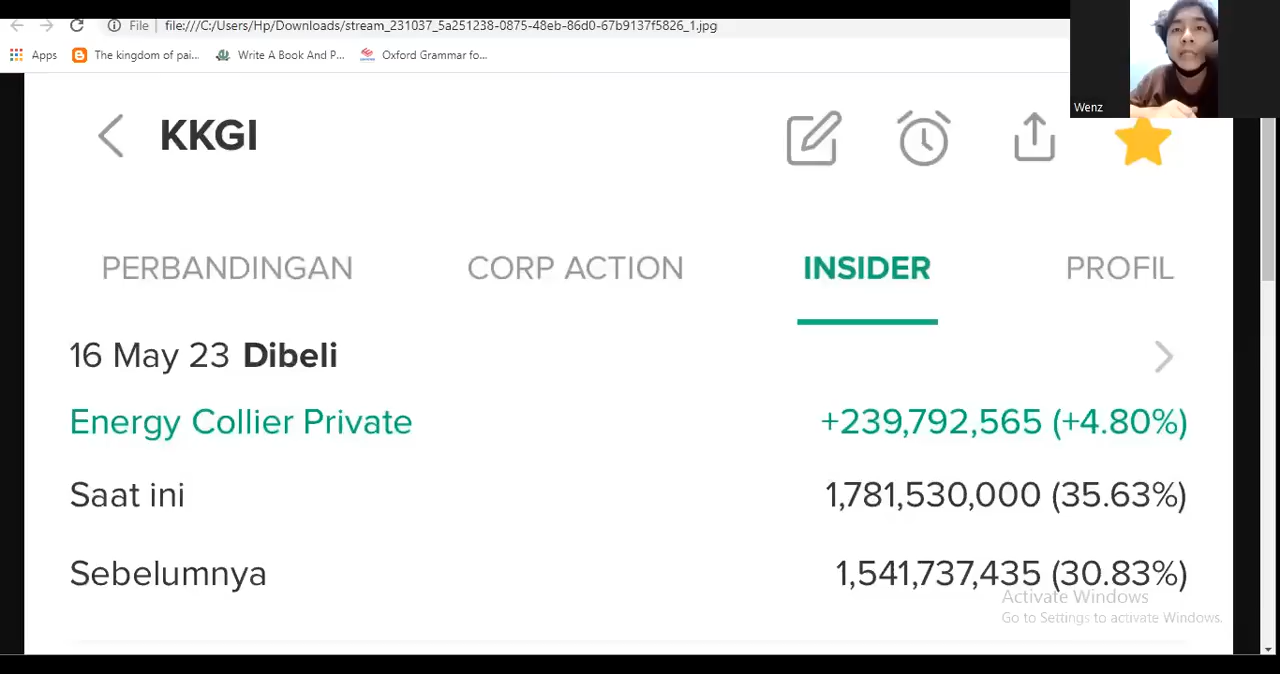 File | file:///C:/Users/Hp/Downloads/stream_231037_5a251238-0875-48eb-86d0-67b9137f5826_1.jpg
Apps The kingdom of pai... Write A Book And P... Oxford Grammar fo...
Wenz
KKGI
PERBANDINGAN CORP ACTION INSIDER PROFIL
16 May 23 Dibeli
Energy Collier Private +239,792,565 (+4.80%)
Saat ini 1,781,530,000 (35.63%)
Sebelumnya 1,541,737,435 (30.83%)
Activate Windows
Go to Settings to activate Windows.